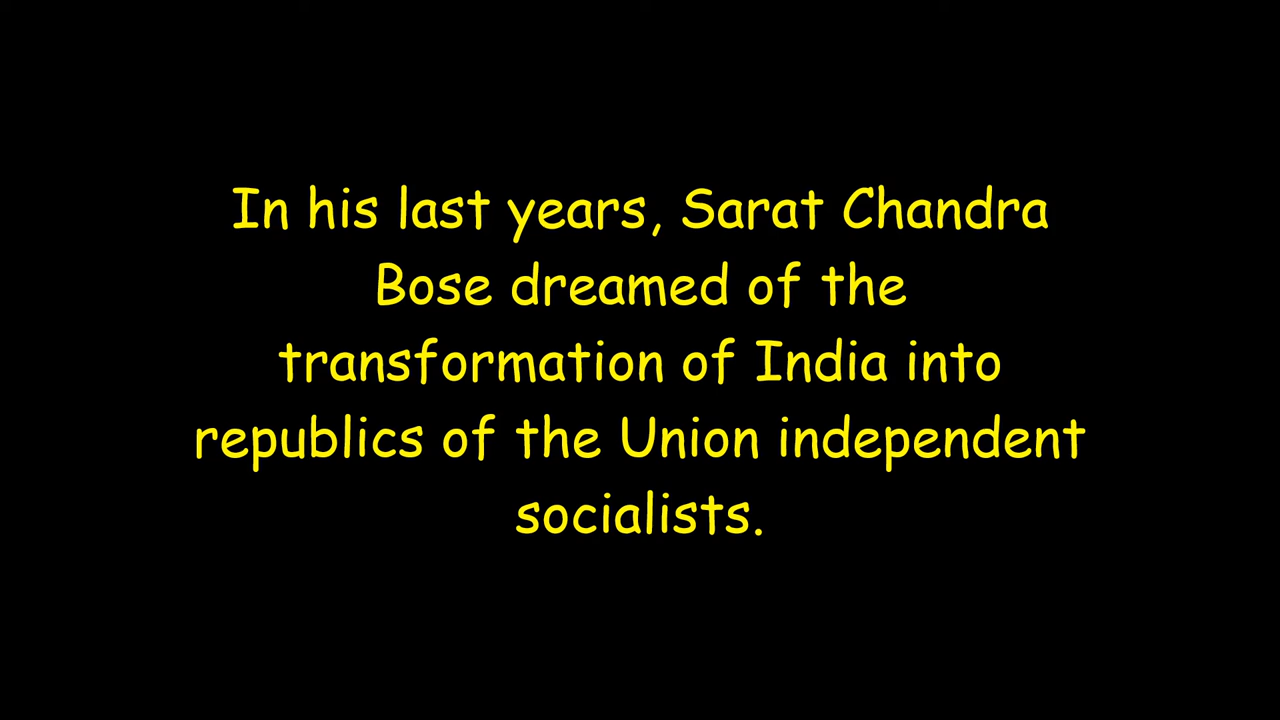 In his last years, Sarat Chandra
Bose dreamed of the
transformation of India into
republics of the Union independent
socialists.